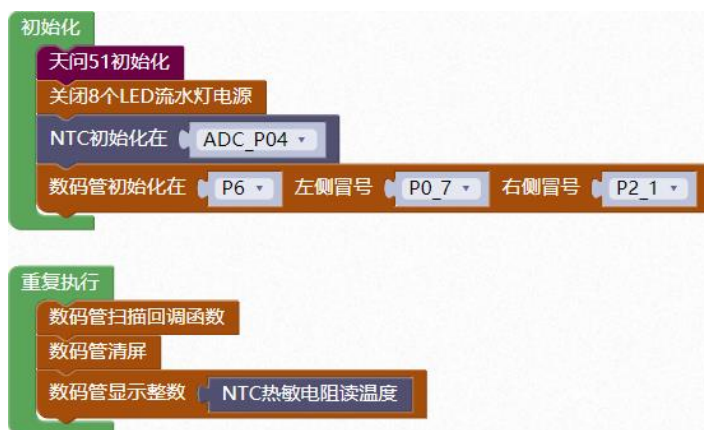 初始化
天问51初始化
关闭8个LED流水灯电源
NTC初始化在 ADC_P04
数码管初始化在 P6 左侧冒号 P0_7 右侧冒号 P2_1
重复执行
数码管扫描回调函数
数码管清屏
数码管显示整数 NTC热敏电阻读温度